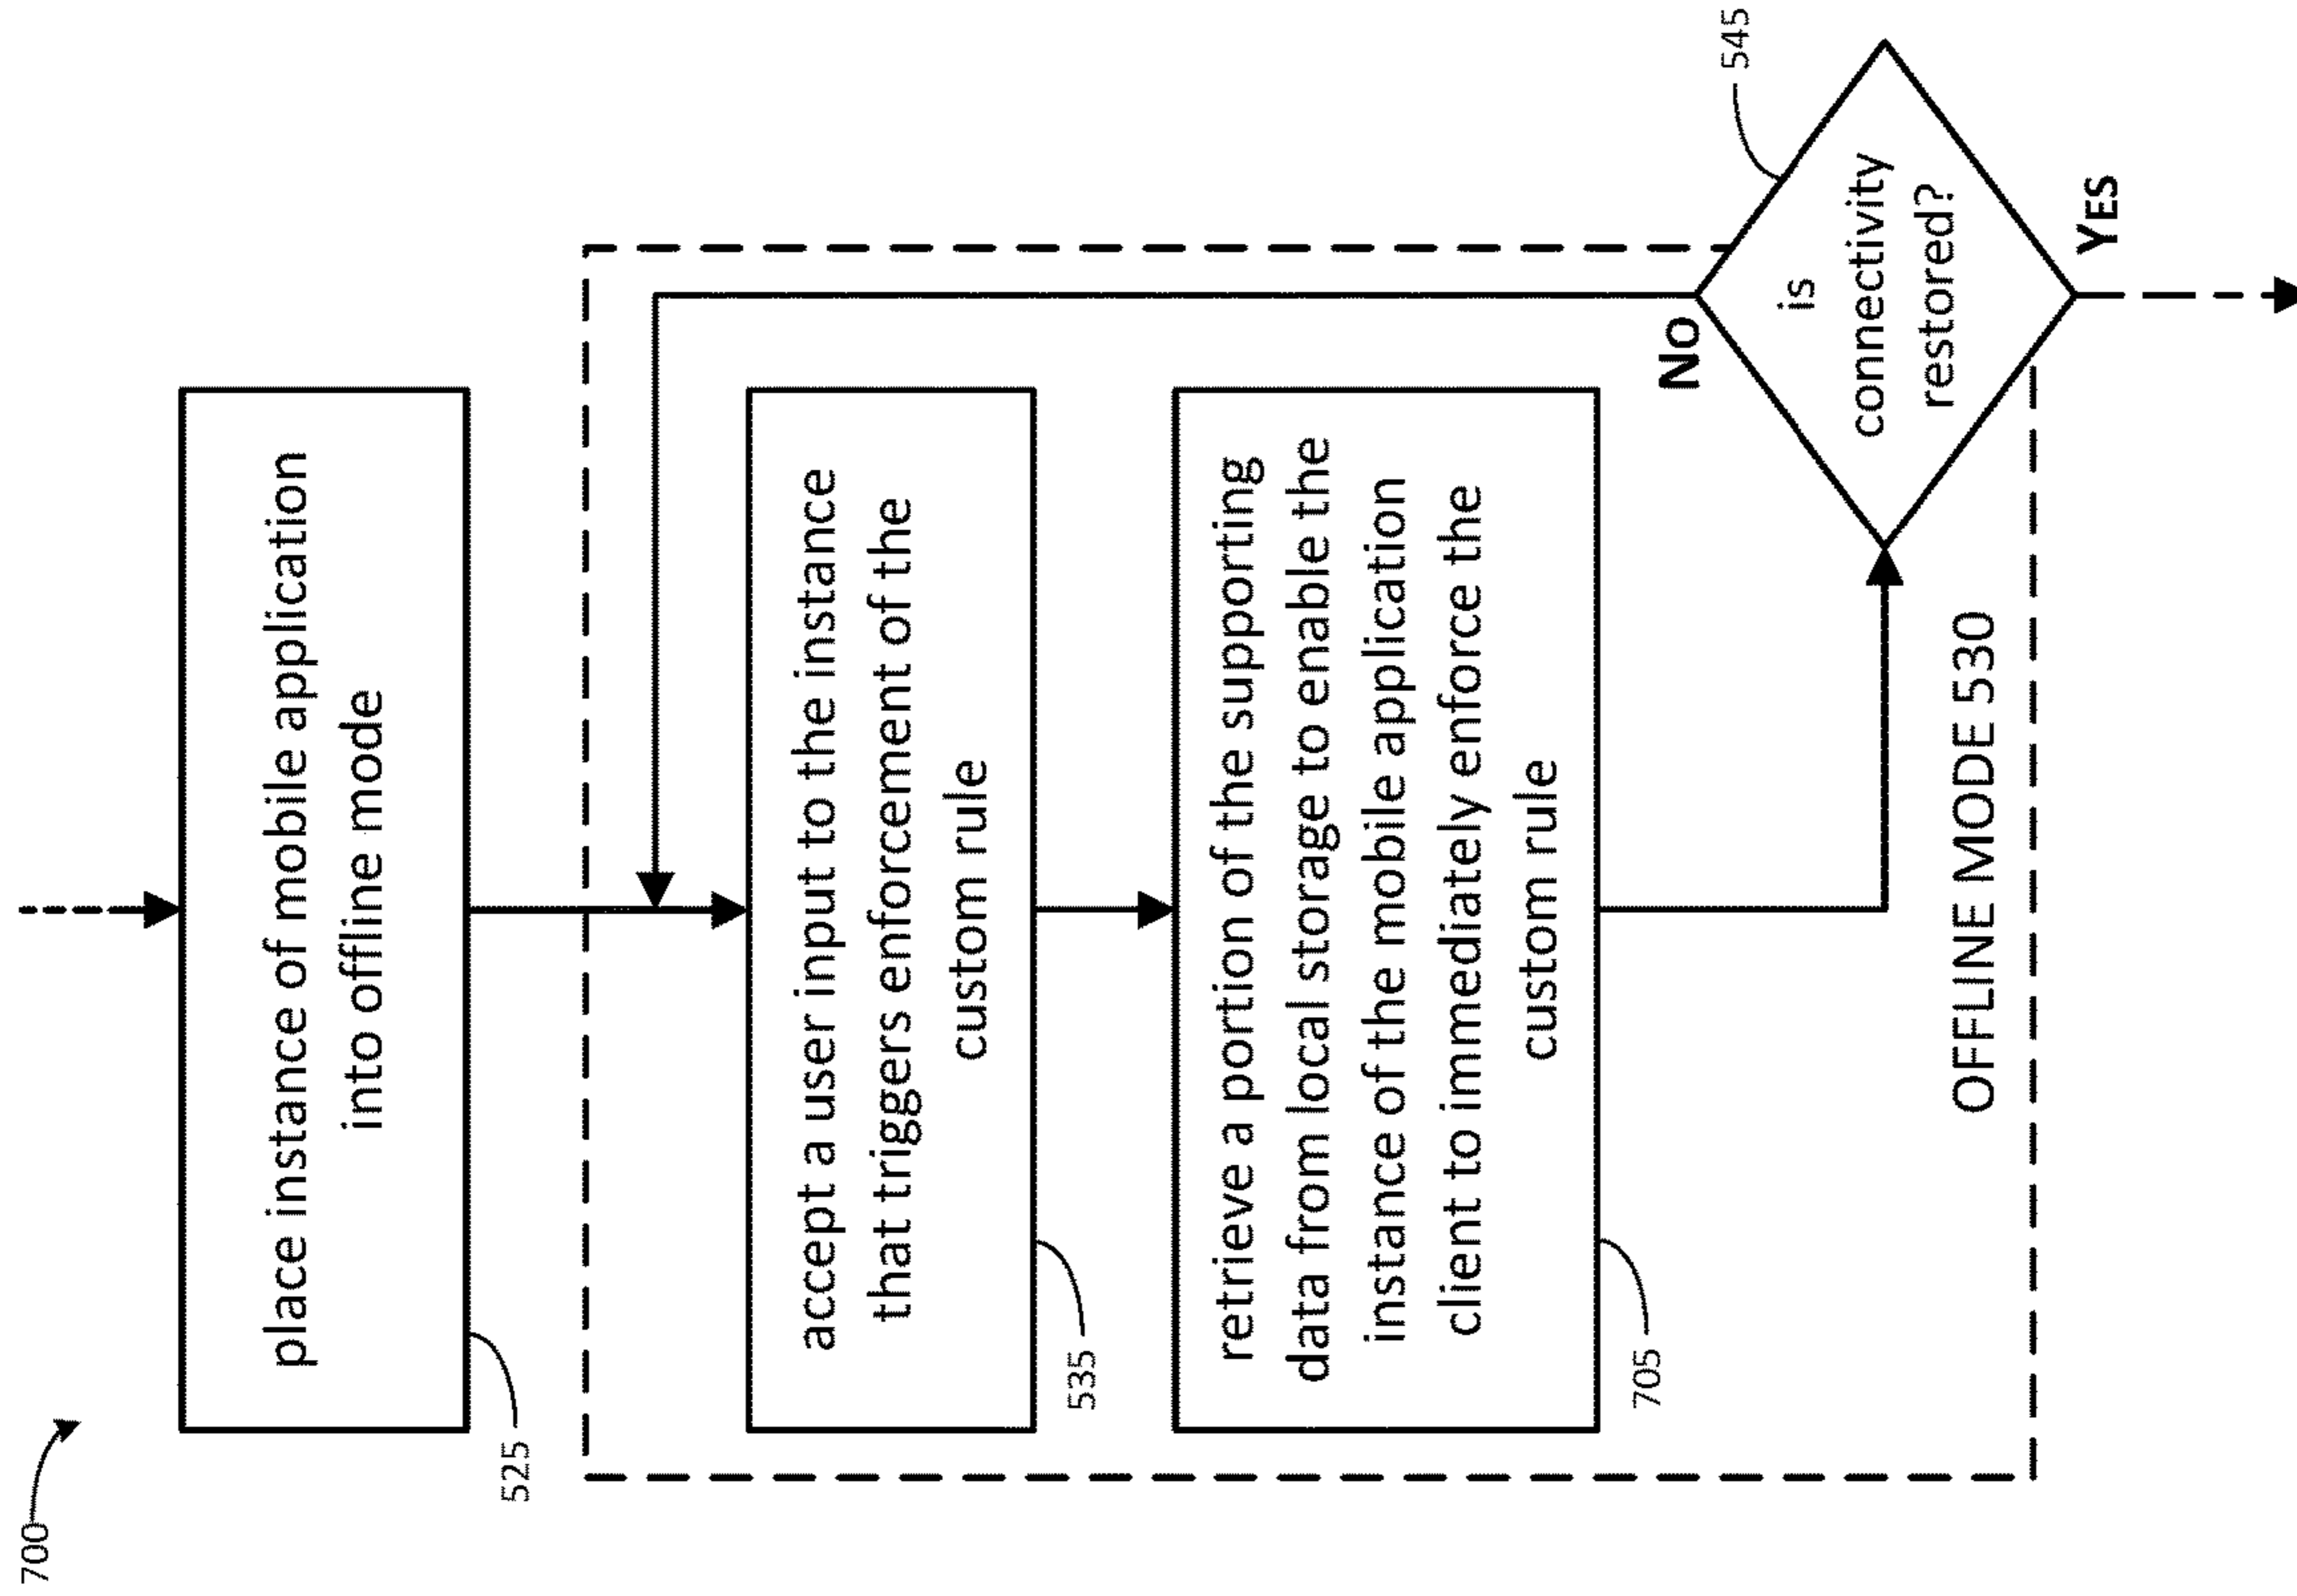 700
place instance of mobile application
into offline mode
525
accept a user input to the instance
that triggers enforcement of the
custom rule
535
retrieve a portion of the supporting
data from local storage to enable the
instance of the mobile application
client to immediately enforce the
custom rule
705
NO
is
connectivity
restored?
545
YES
OFFLINE MODE 530